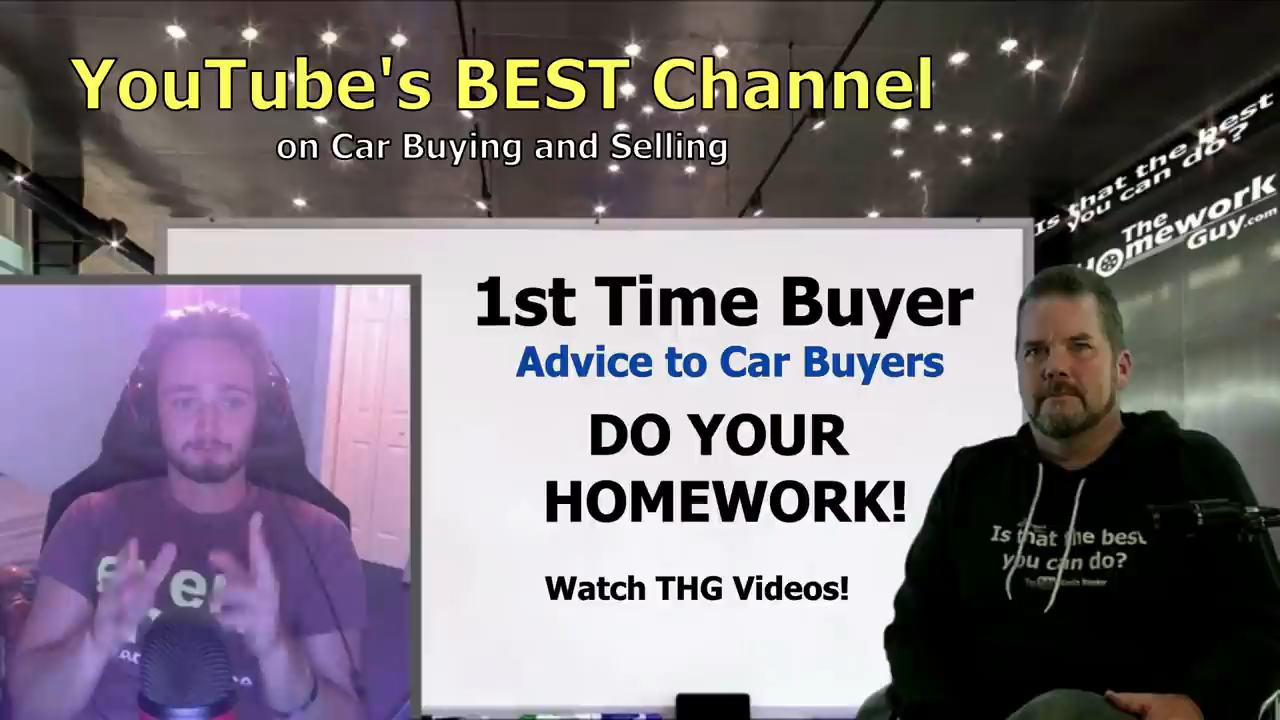 YouTube's BEST Channel
on Car Buying and Selling
Is that the best
you can do?
The
Homework
Guy.com
1st Time Buyer
Advice to Car Buyers
DO YOUR
HOMEWORK!
Watch THG Videos!
Is that the best
you can do?